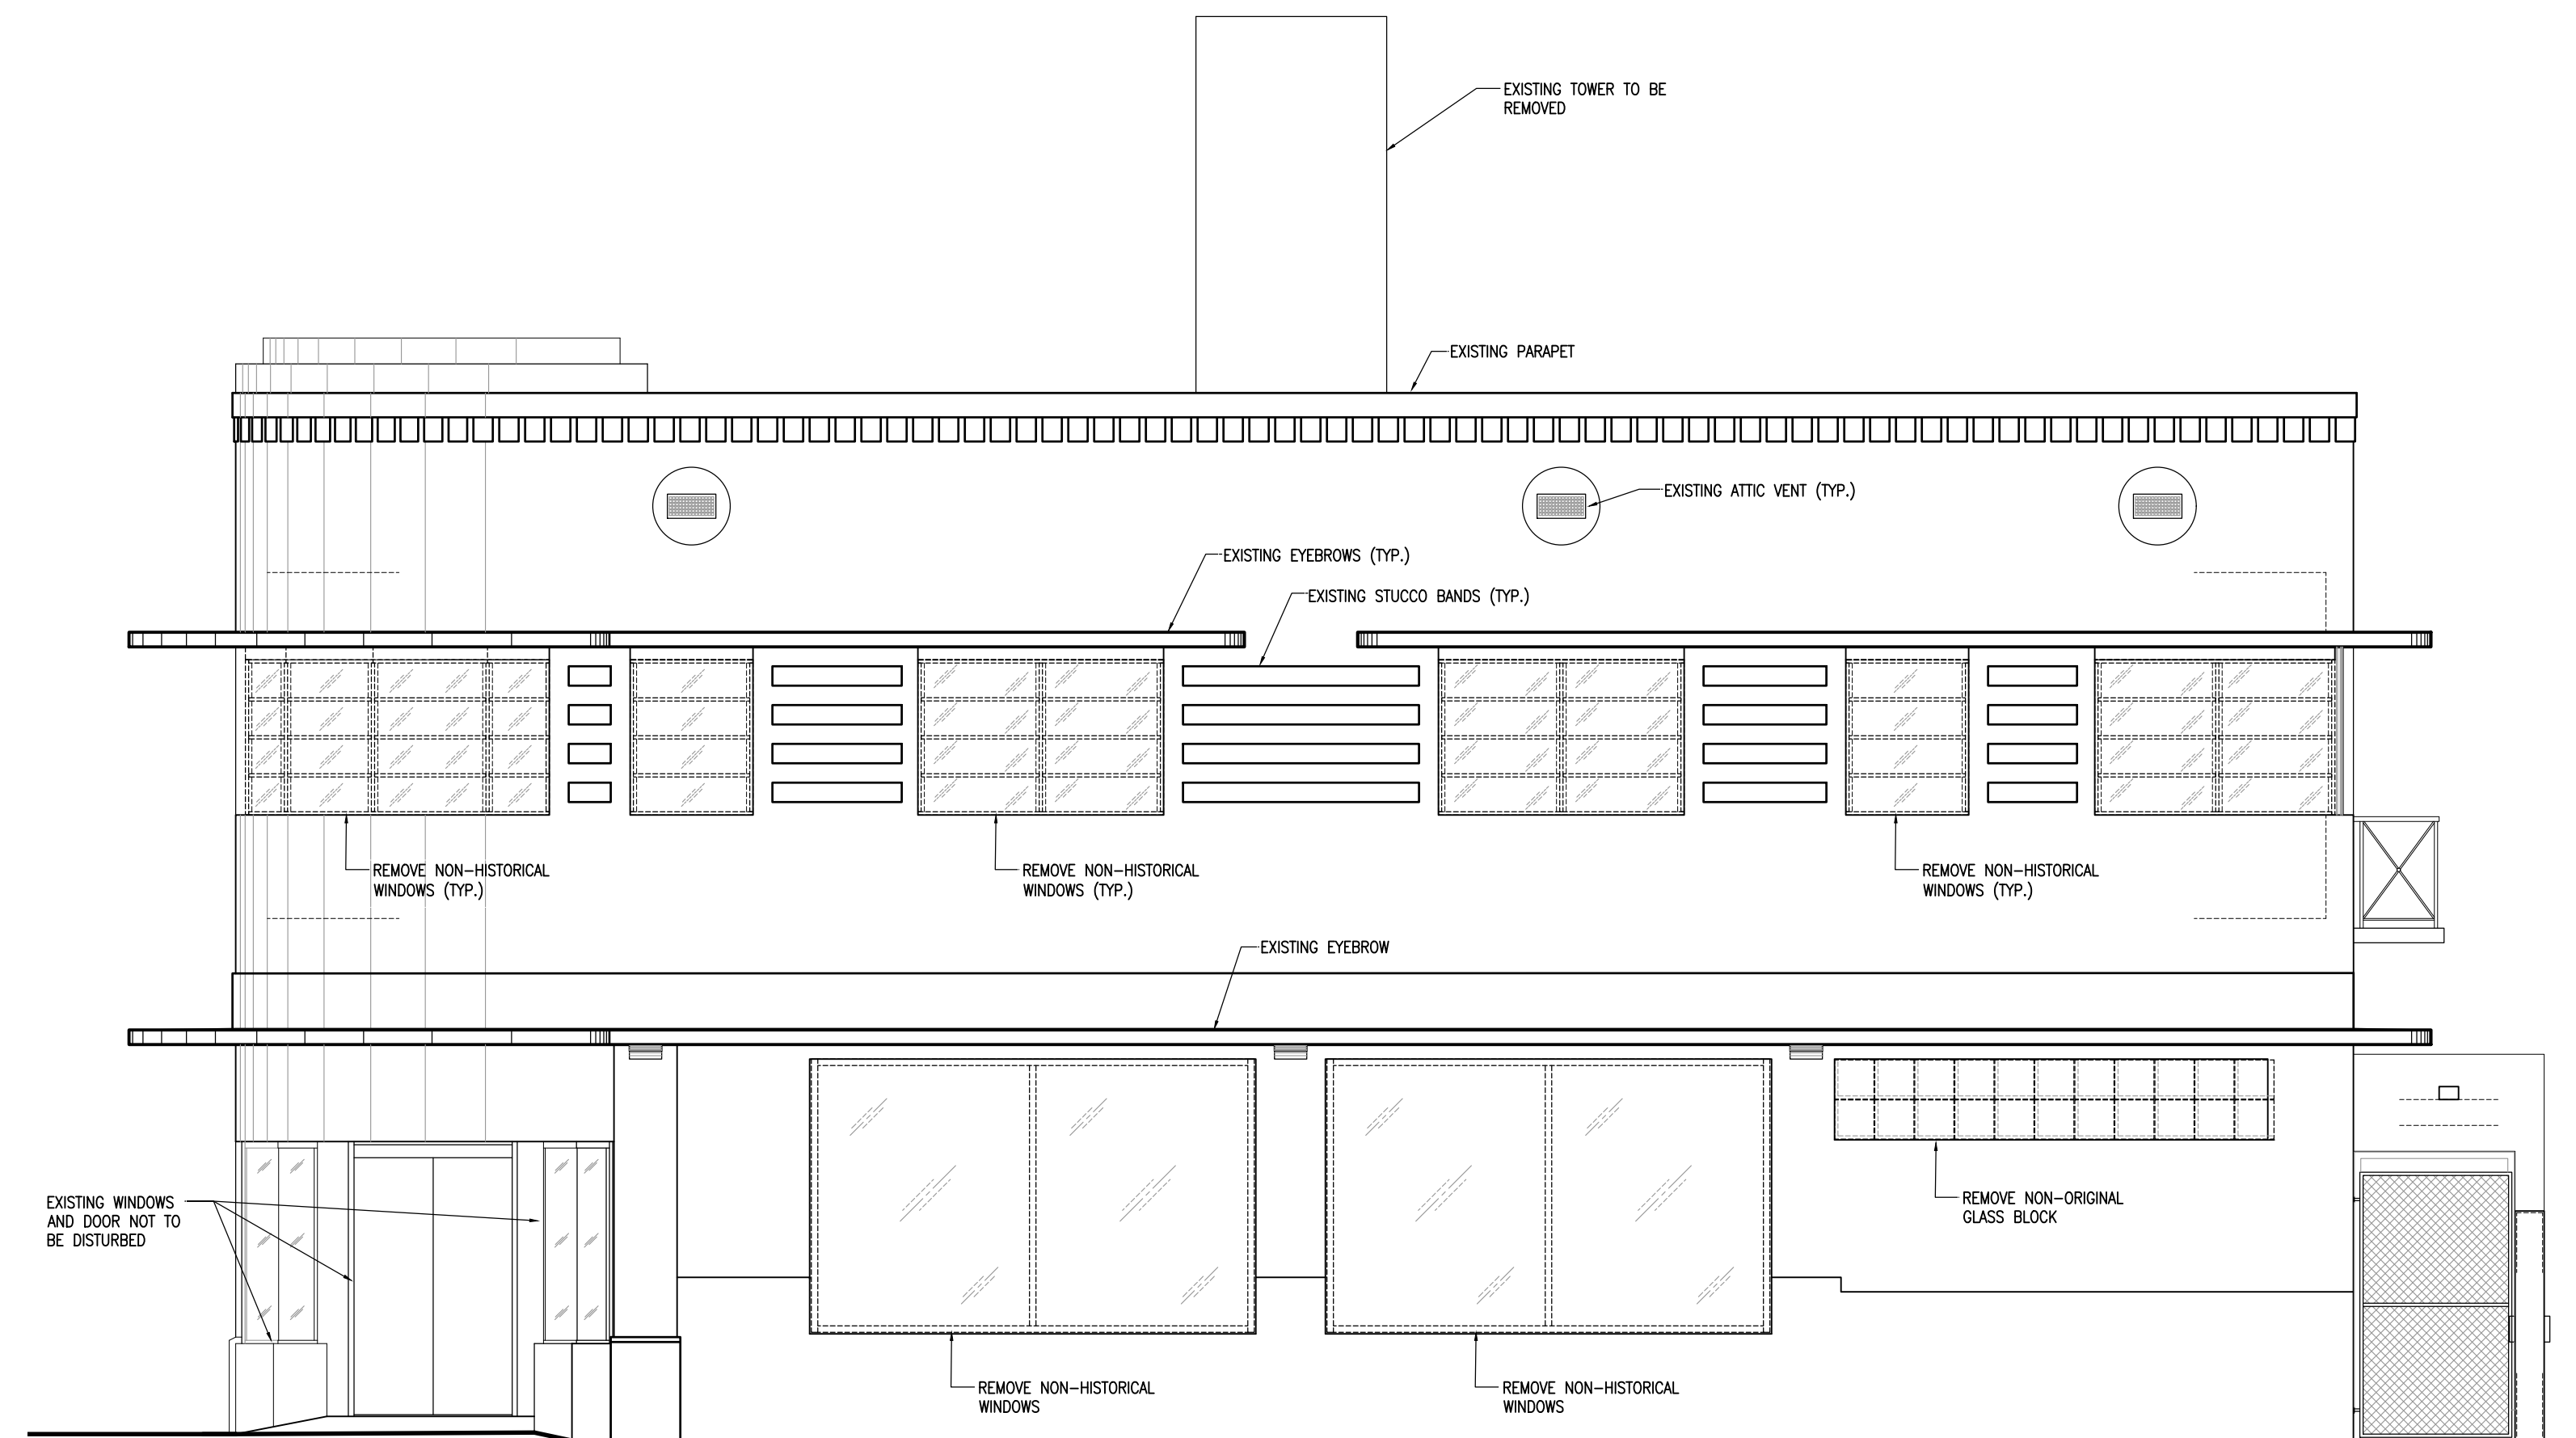 EXISTING TOWER TO BE
REMOVED
EXISTING PARAPET
EXISTING ATTIC VENT (TYP.)
EXISTING EYEBROWS (TYP.)
EXISTING STUCCO BANDS (TYP.)
REMOVE NON-HISTORICAL
WINDOWS (TYP.)
REMOVE NON-HISTORICAL
WINDOWS (TYP.)
REMOVE NON-HISTORICAL
WINDOWS (TYP.)
EXISTING EYEBROW
EXISTING WINDOWS
AND DOOR NOT TO
BE DISTURBED
REMOVE NON-ORIGINAL
GLASS BLOCK
REMOVE NON-HISTORICAL
WINDOWS
REMOVE NON-HISTORICAL
WINDOWS